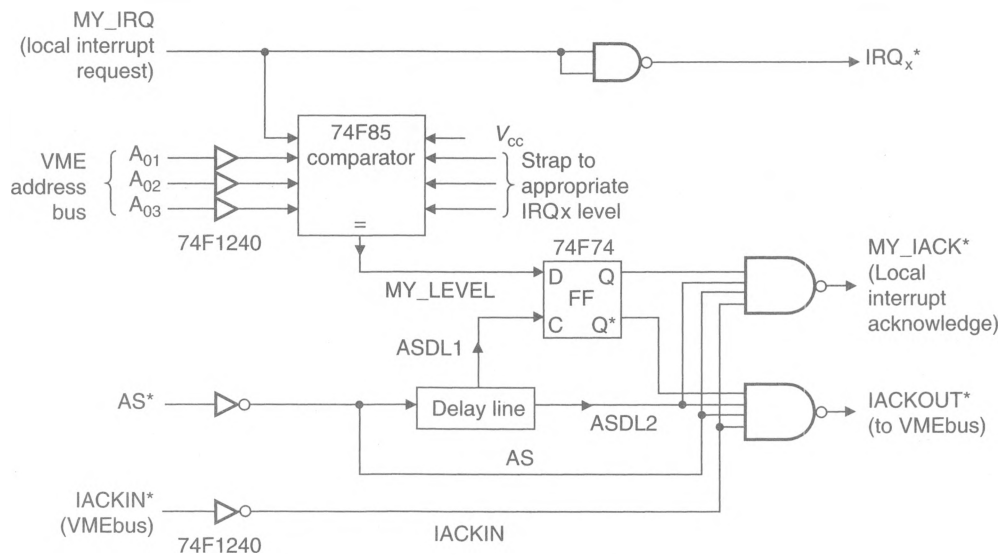 MY_IRQ
(local interrupt
request)
IRQx*
74F85
comparator
=
Vcc
VME
address
bus
A01
A02
A03
74F1240
Strap to
appropriate
IRQx level
MY_LEVEL
74F74
D Q
FF
C Q*
MY_IACK*
(Local
interrupt
acknowledge)
ASDL1
AS*
Delay line
ASDL2
AS
IACKOUT*
(to VMEbus)
IACKIN*
(VMEbus)
IACKIN
74F1240